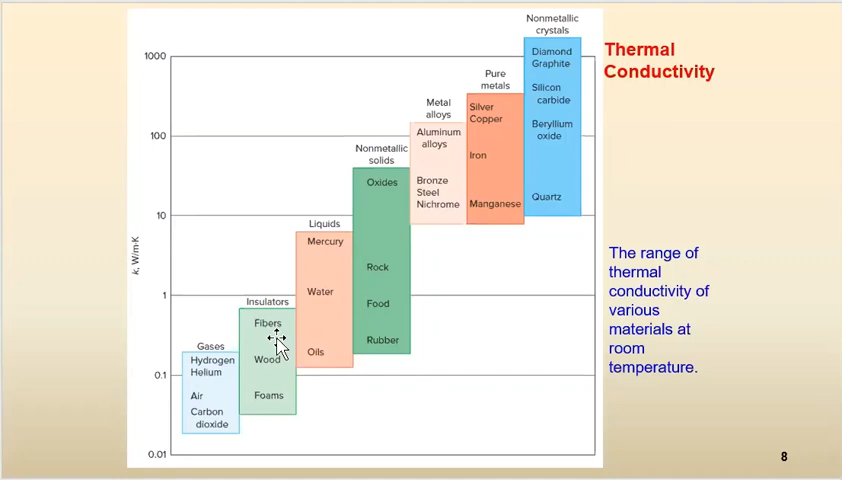 Thermal
Conductivity
k, W/m·K
1000
100
10
1
0.1
0.01
Gases
Hydrogen
Helium
Air
Carbon
dioxide
Insulators
Fibers
Wood
Foams
Liquids
Mercury
Water
Oils
Nonmetallic
solids
Oxides
Rock
Food
Rubber
Metal
alloys
Aluminum
alloys
Bronze
Steel
Nichrome
Pure
metals
Silver
Copper
Iron
Manganese
Nonmetallic
crystals
Diamond
Graphite
Silicon
carbide
Beryllium
oxide
Quartz
The range of
thermal
conductivity of
various
materials at
room
temperature.
8